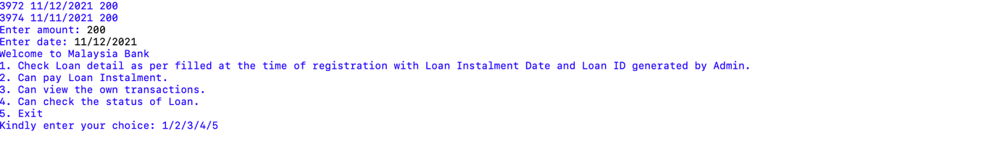 3972 11/12/2021 200
3974 11/11/2021 200
Enter amount: 200
Enter date: 11/12/2021
Welcome to Malaysia Bank
1. Check Loan detail as per filled at the time of registration with Loan Instalment Date and Loan ID generated by Admin.
2. Can pay Loan Instalment.
3. Can view the own transactions.
4. Can check the status of Loan.
5. Exit
Kindly enter your choice: 1/2/3/4/5